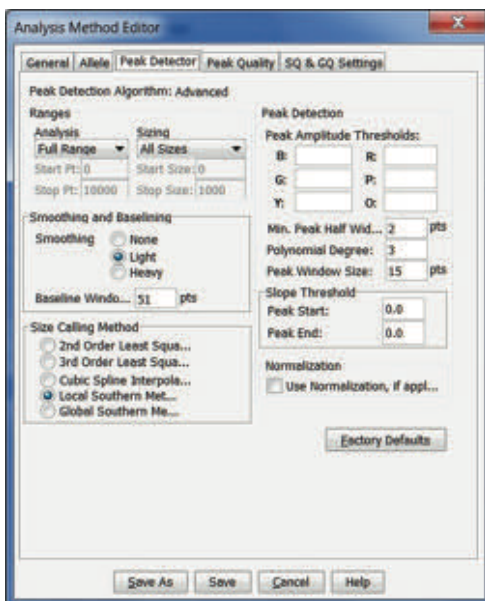 Analysis Method Editor
General Allele Peak Detector Peak Quality SQ & GQ Settings
Peak Detection Algorithm: Advanced
Ranges
Analysis Sizing
Full Range All Sizes
Start Pt: 0 Start Size: 0
Stop Pt: 10000 Stop Size: 1000
Smoothing and Baselining
Smoothing None
Light
Heavy
Baseline Windo... 51 pts
Size Calling Method
2nd Order Least Squa...
3rd Order Least Squa...
Cubic Spline Interpola...
Local Southern Met...
Global Southern Me...
Peak Detection
Peak Amplitude Thresholds:
B: R:
G: P:
Y: O:
Min. Peak Half Wid... 2 pts
Polynomial Degree: 3
Peak Window Size: 15 pts
Slope Threshold
Peak Start: 0.0
Peak End: 0.0
Normalization
Use Normalization, if appl...
Factory Defaults
Save As Save Cancel Help